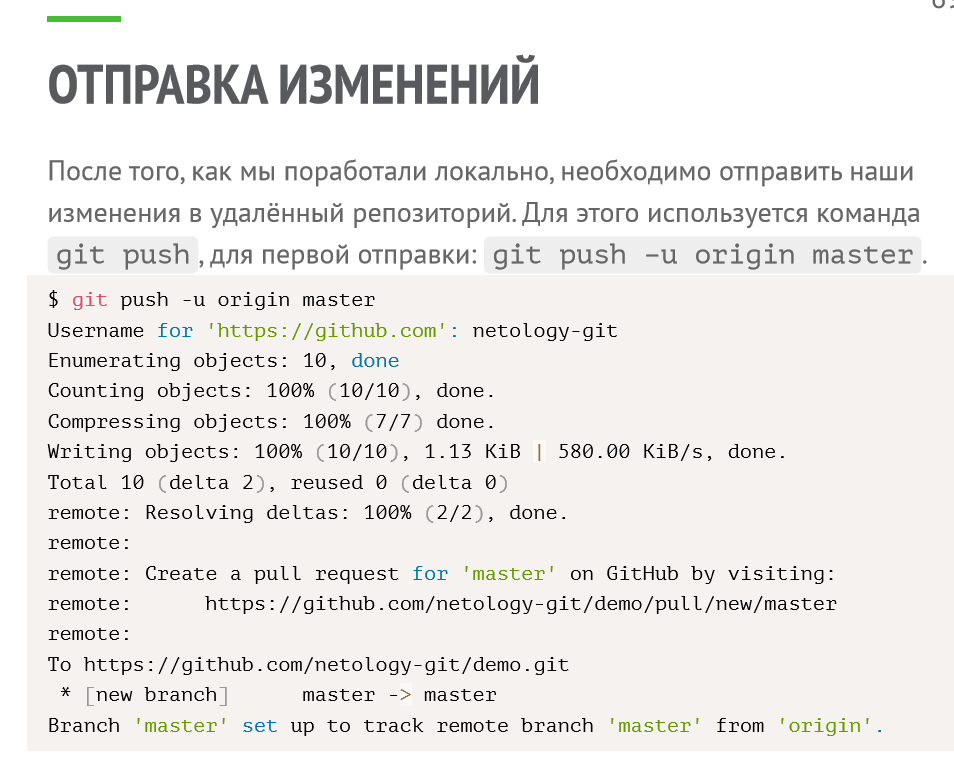 ОТПРАВКА ИЗМЕНЕНИЙ
После того, как мы поработали локально, необходимо отправить наши
изменения в удалённый репозиторий. Для этого используется команда
git push, для первой отправки: git push –u origin master.
$ git push -u origin master
Username for 'https://github.com': netology-git
Enumerating objects: 10, done
Counting objects: 100% (10/10), done.
Compressing objects: 100% (7/7) done.
Writing objects: 100% (10/10), 1.13 KiB | 580.00 KiB/s, done.
Total 10 (delta 2), reused 0 (delta 0)
remote: Resolving deltas: 100% (2/2), done.
remote:
remote: Create a pull request for 'master' on GitHub by visiting:
remote:      https://github.com/netology-git/demo/pull/new/master
remote:
To https://github.com/netology-git/demo.git
 * [new branch]      master -> master
Branch 'master' set up to track remote branch 'master' from 'origin'.